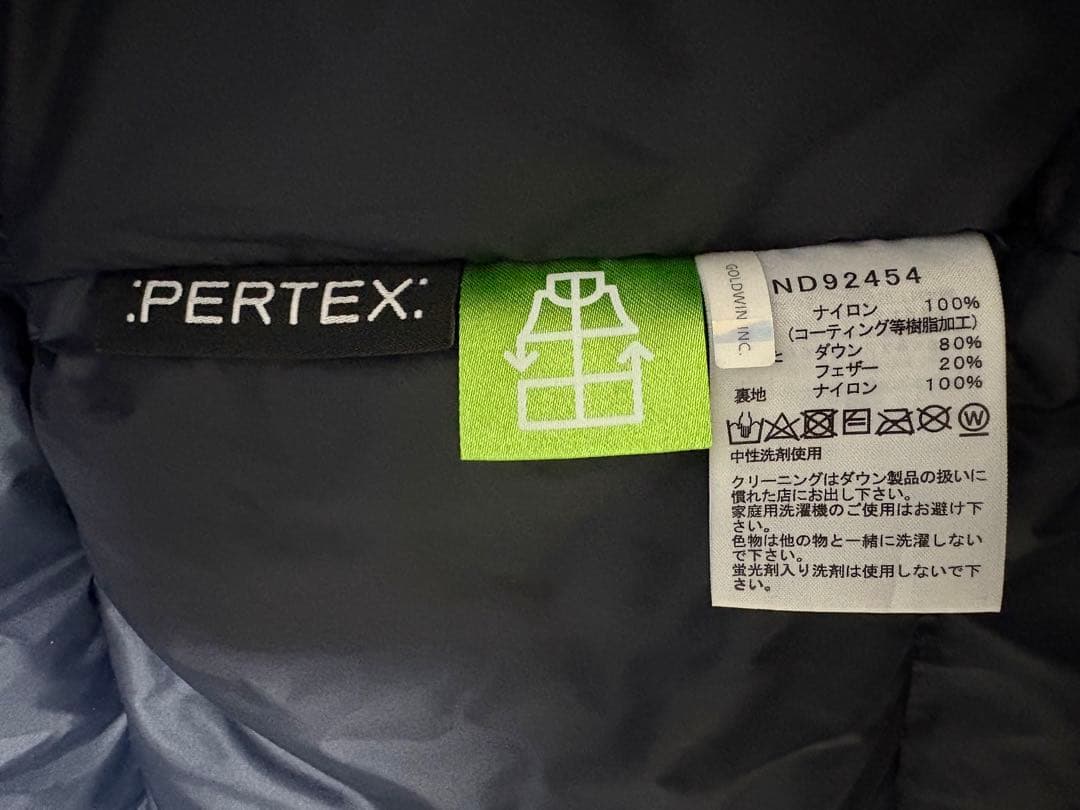 PERTEX
GOLDWIN INC.
ND92454
ナイロン 100%
(コーティング等樹脂加工)
ダウン 80%
フェザー 20%
裏地 ナイロン 100%
W
中性洗剤使用
クリーニングはダウン製品の扱いに
慣れた店にお出し下さい。
家庭用洗濯機のご使用はお避け下
さい。
色物は他の物と一緒に洗濯しない
で下さい。
蛍光剤入り洗剤は使用しないで下
さい。